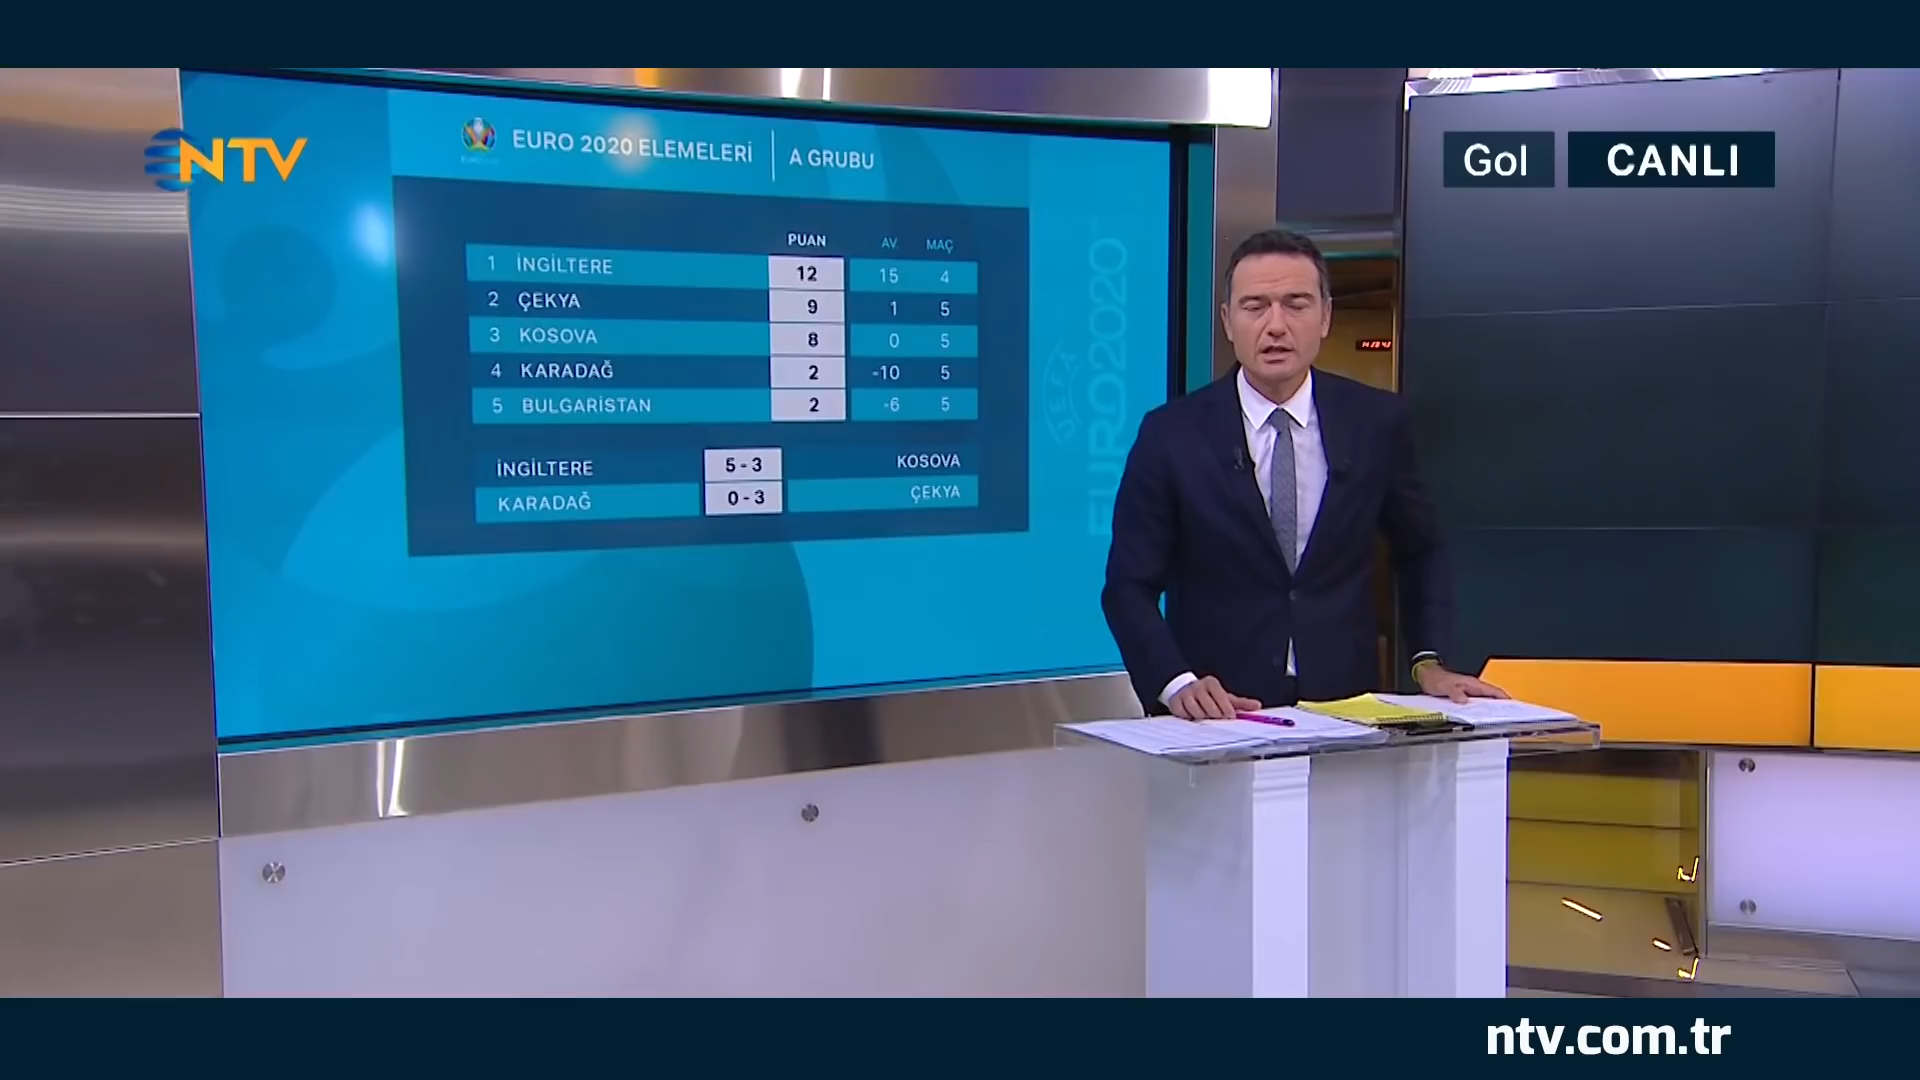 NTV
EURO 2020 ELEMELERİ A GRUBU
Gol CANLI
PUAN AV. MAÇ
1 İNGİLTERE 12 15 4
2 ÇEKYA 9 1 5
3 KOSOVA 8 0 5
4 KARADAĞ 2 -10 5
5 BULGARİSTAN 2 -6 5
İNGİLTERE 5 - 3 KOSOVA
KARADAĞ 0 - 3 ÇEKYA
UEFA
EURO2020
ntv.com.tr